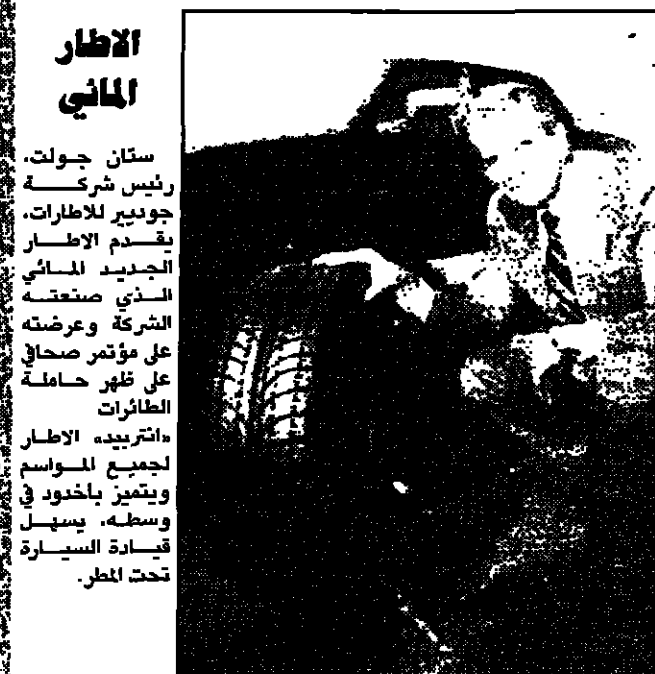 الاطار
المائي
ستان جولت،
رئيس شركة
جوديير للاطارات،
يقدم الاطار
الجديد المائي
الذي صنعته
الشركة وعرضته
على مؤتمر صحافي
على ظهر حاملة
الطائرات
«انتربيد» الاطار
لجميع المواسم
ويتميز بأخدود في
وسطه، يسهل
قيادة السيارة
تحت المطر.